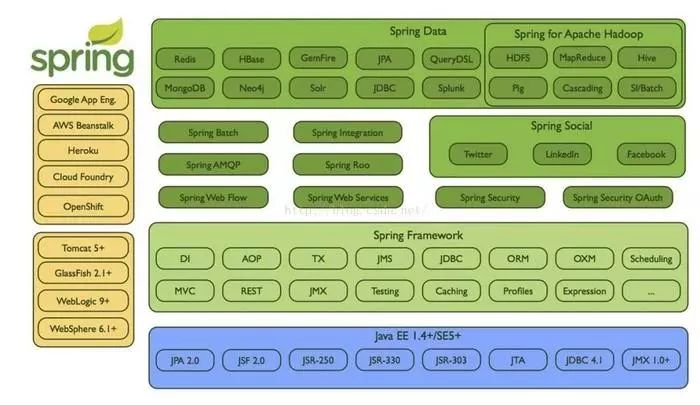 spring
Google App Eng.
AWS Beanstalk
Heroku
Cloud Foundry
OpenShift
Tomcat 5+
GlassFish 2.1+
WebLogic 9+
WebSphere 6.1+
Spring Data
Redis HBase GemFire JPA QueryDSL
MongoDB Neo4j Solr JDBC Splunk
Spring for Apache Hadoop
HDFS MapReduce Hive
Pig Cascading SI/Batch
Spring Batch Spring Integration
Spring AMQP Spring Roo
Spring Social
Twitter LinkedIn Facebook
Spring Web Flow Spring Web Services Spring Security Spring Security OAuth
http://blog.csdn.net/
Spring Framework
DI AOP TX JMS JDBC ORM OXM Scheduling
MVC REST JMX Testing Caching Profiles Expression ...
Java EE 1.4+/SE5+
JPA 2.0 JSF 2.0 JSR-250 JSR-330 JSR-303 JTA JDBC 4.1 JMX 1.0+